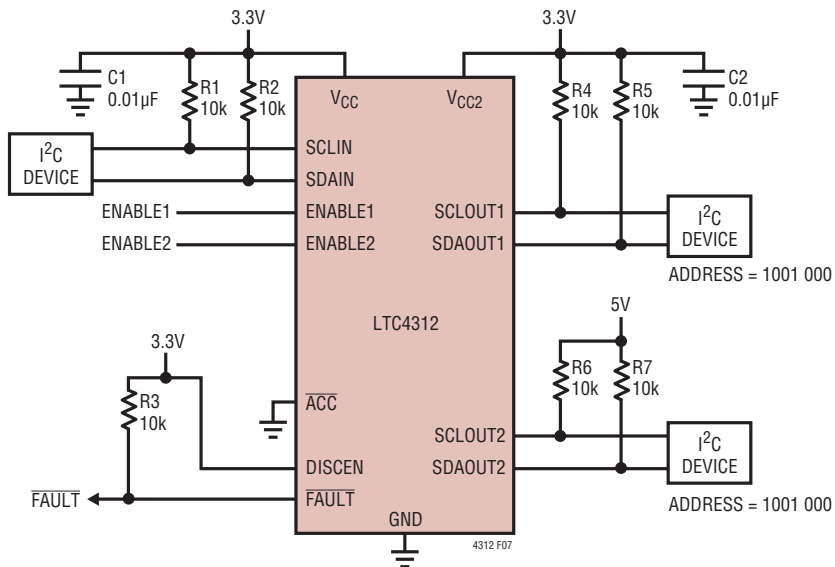 3.3V
3.3V
C1
0.01µF
R1
10k
R2
10k
VCC
VCC2
R4
10k
R5
10k
C2
0.01µF
I2C
DEVICE
SCLIN
SDAIN
ENABLE1
ENABLE1
ENABLE2
ENABLE2
SCLOUT1
SDAOUT1
I2C
DEVICE
ADDRESS = 1001 000
LTC4312
5V
3.3V
R6
10k
R7
10k
R3
10k
ACC
SCLOUT2
SDAOUT2
I2C
DEVICE
DISCEN
FAULT
FAULT
ADDRESS = 1001 000
GND
4312 F07